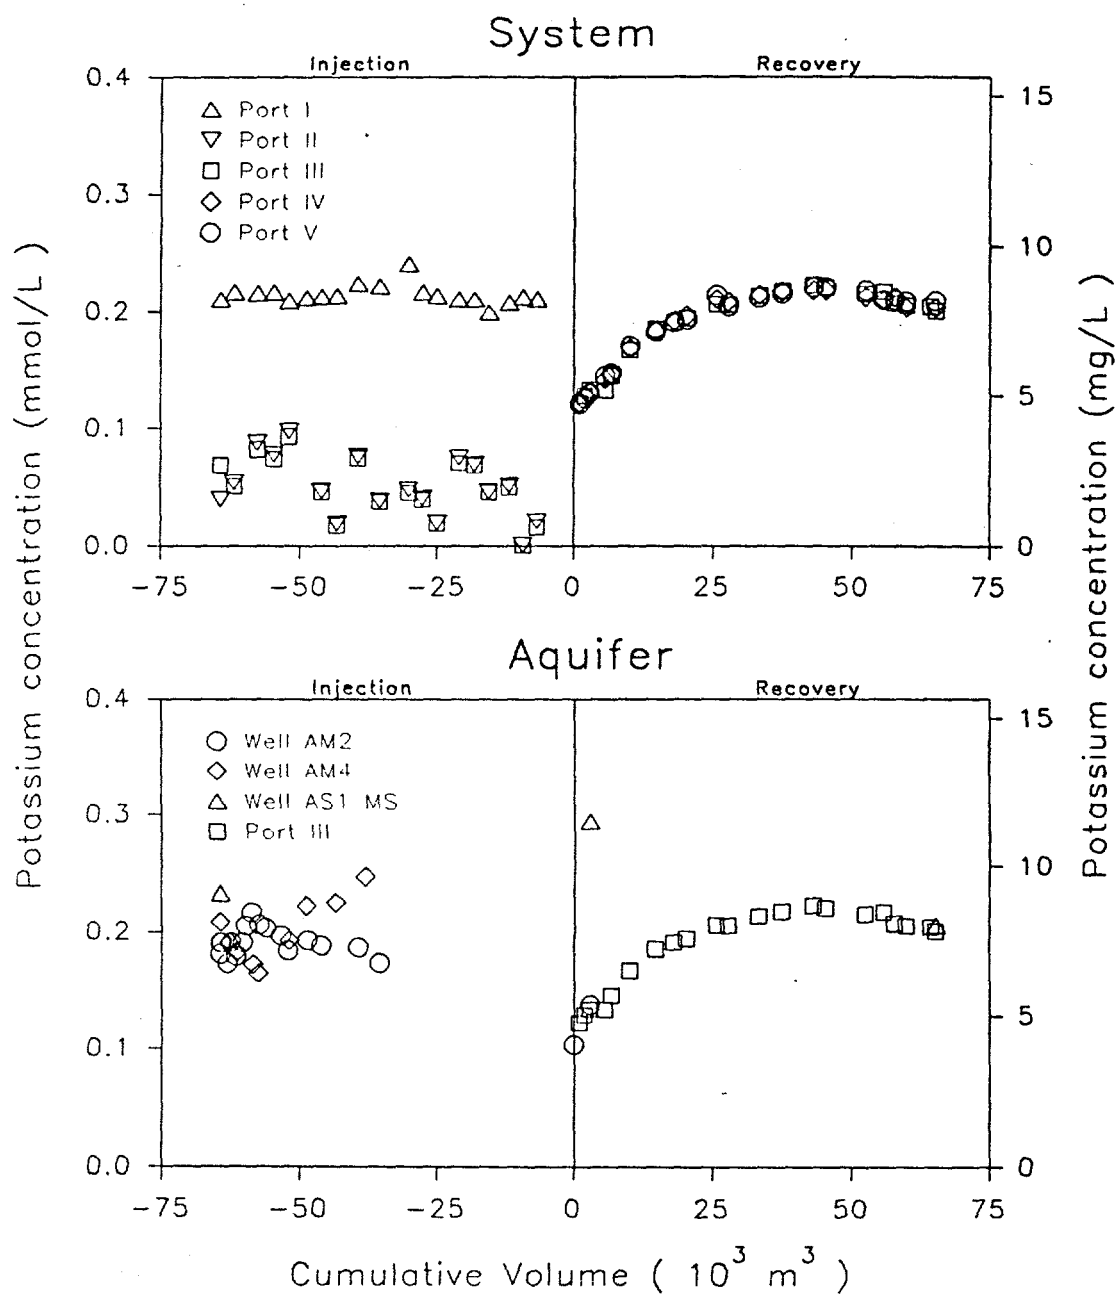 System
Injection Recovery
0.4
0.3
0.2
0.1
0.0
15
10
5
0
△ Port I
▽ Port II
□ Port III
◇ Port IV
○ Port V
-75 -50 -25 0 25 50 75
Potassium concentration (mmol/L )
Potassium concentration (mg/L )
Aquifer
Injection Recovery
0.4
0.3
0.2
0.1
0.0
15
10
5
0
○ Well AM2
◇ Well AM4
△ Well AS1 MS
□ Port III
-75 -50 -25 0 25 50 75
Cumulative Volume ( 10³ m³ )